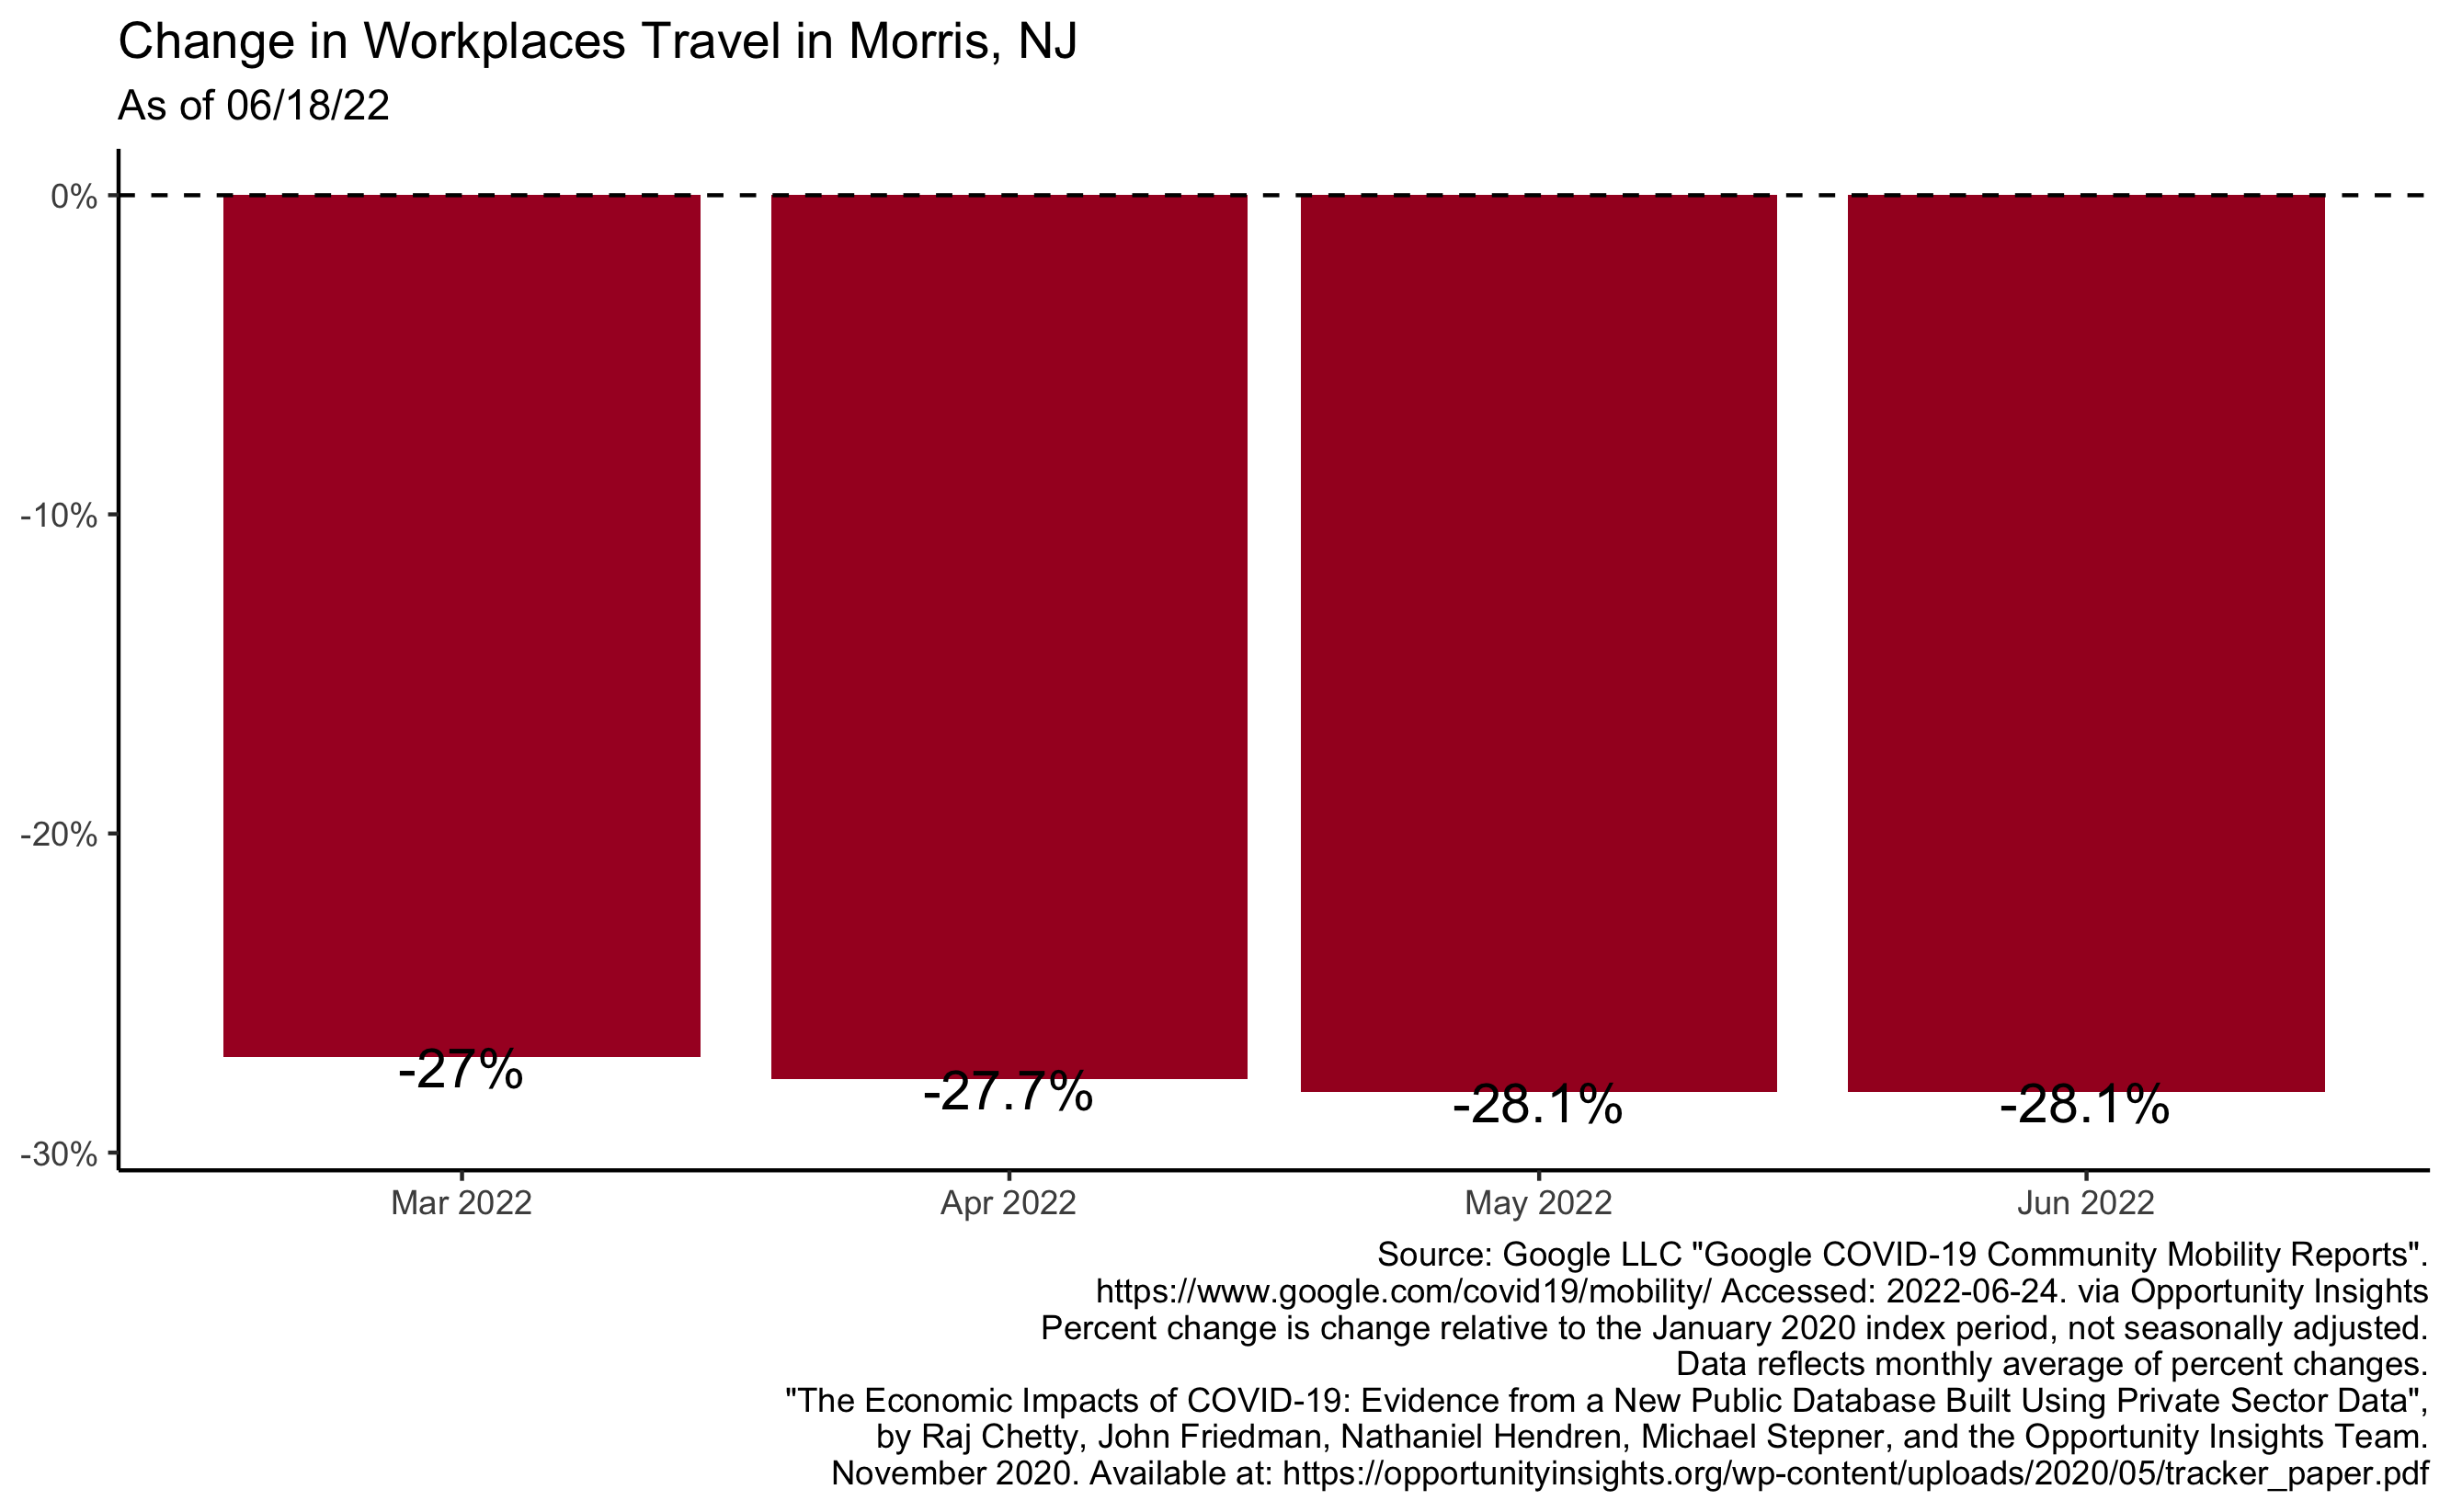 Change in Workplaces Travel in Morris, NJ
As of 06/18/22
0%
-10%
-20%
-30%
-27%
-27.7%
-28.1%
-28.1%
Mar 2022
Apr 2022
May 2022
Jun 2022
Source: Google LLC "Google COVID-19 Community Mobility Reports".
https://www.google.com/covid19/mobility/ Accessed: 2022-06-24. via Opportunity Insights
Percent change is change relative to the January 2020 index period, not seasonally adjusted.
Data reflects monthly average of percent changes.
"The Economic Impacts of COVID-19: Evidence from a New Public Database Built Using Private Sector Data",
by Raj Chetty, John Friedman, Nathaniel Hendren, Michael Stepner, and the Opportunity Insights Team.
November 2020. Available at: https://opportunityinsights.org/wp-content/uploads/2020/05/tracker_paper.pdf